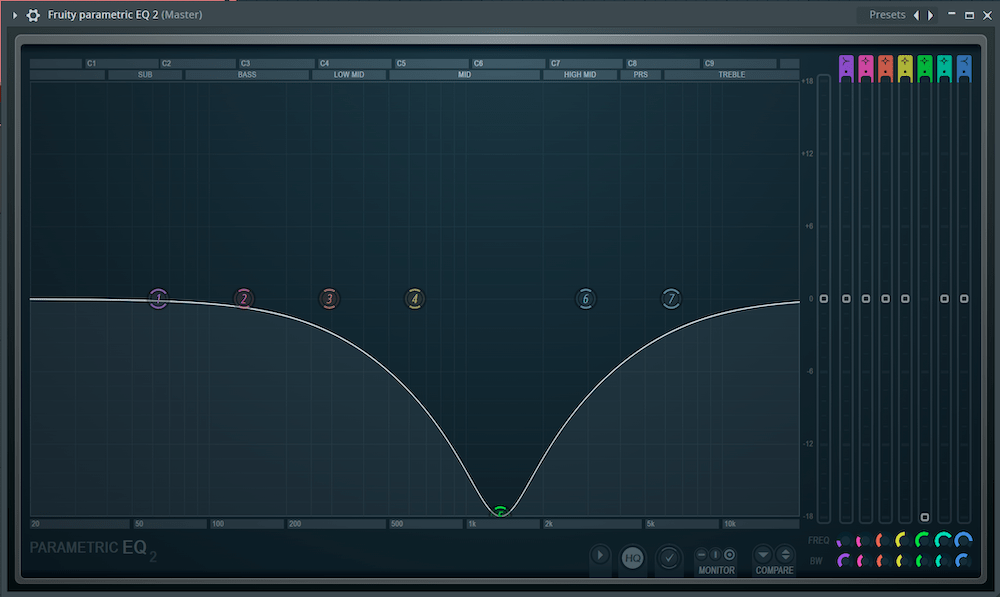 Fruity parametric EQ 2 (Master) Presets
C1 C2 C3 C4 C5 C6 C7 C8 C9
SUB BASS LOW MID MID HIGH MID PRS TREBLE
+18
+12
+6
1 2 3 4 6 7 0
-6
-12
-18
20 50 100 200 500 1k 2k 5k 10k
PARAMETRIC EQ 2
HQ
FREQ
BW
MONITOR COMPARE